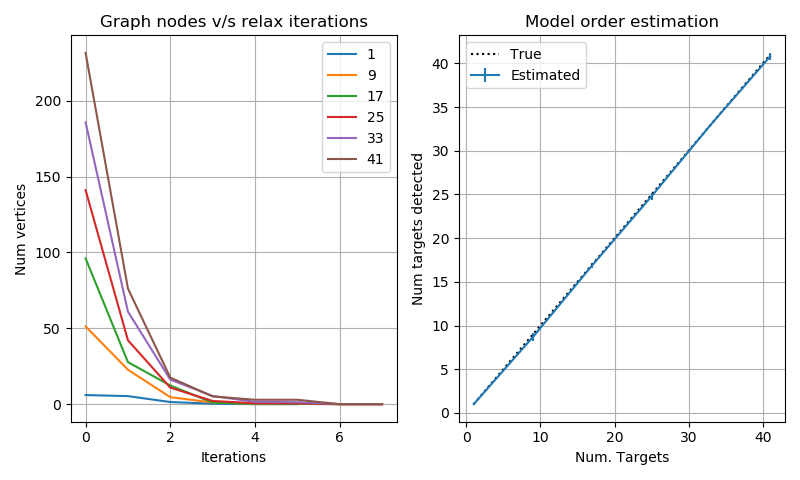 Graph nodes v/s relax iterations
1
9
17
25
33
41
200
150
100
50
0
Num vertices
0 2 4 6
Iterations
Model order estimation
True
Estimated
40
35
30
25
20
15
10
5
0
Num targets detected
0 10 20 30 40
Num. Targets